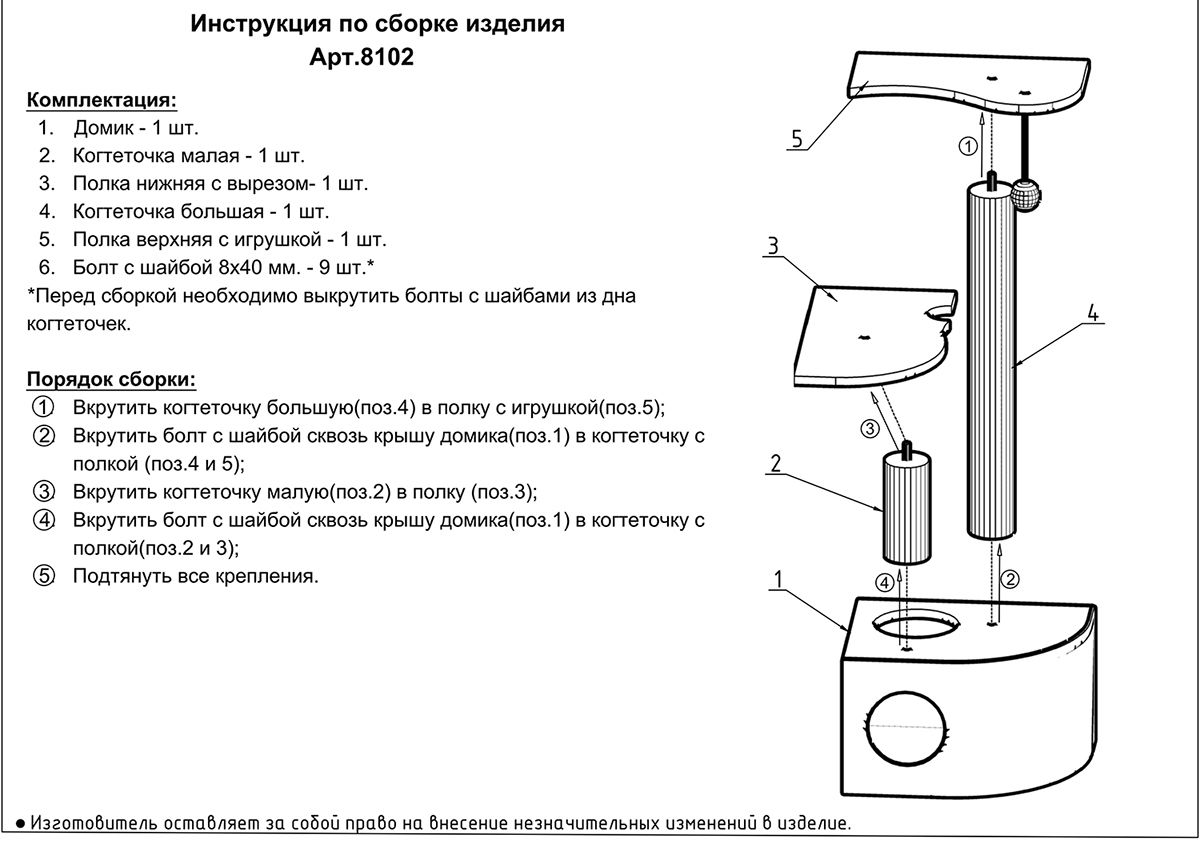 Инструкция по сборке изделия
Арт.8102
Комплектация:
1. Домик - 1 шт.
2. Когтеточка малая - 1 шт.
3. Полка нижняя с вырезом- 1 шт.
4. Когтеточка большая - 1 шт.
5. Полка верхняя с игрушкой - 1 шт.
6. Болт с шайбой 8х40 мм. - 9 шт.*
*Перед сборкой необходимо выкрутить болты с шайбами из дна
когтеточек.
Порядок сборки:
① Вкрутить когтеточку большую(поз.4) в полку с игрушкой(поз.5);
② Вкрутить болт с шайбой сквозь крышу домика(поз.1) в когтеточку с
полкой (поз.4 и 5);
③ Вкрутить когтеточку малую(поз.2) в полку (поз.3);
④ Вкрутить болт с шайбой сквозь крышу домика(поз.1) в когтеточку с
полкой(поз.2 и 3);
⑤ Подтянуть все крепления.
5
①
3
4
③
2
④
②
1
● Изготовитель оставляет за собой право на внесение незначительных изменений в изделие.